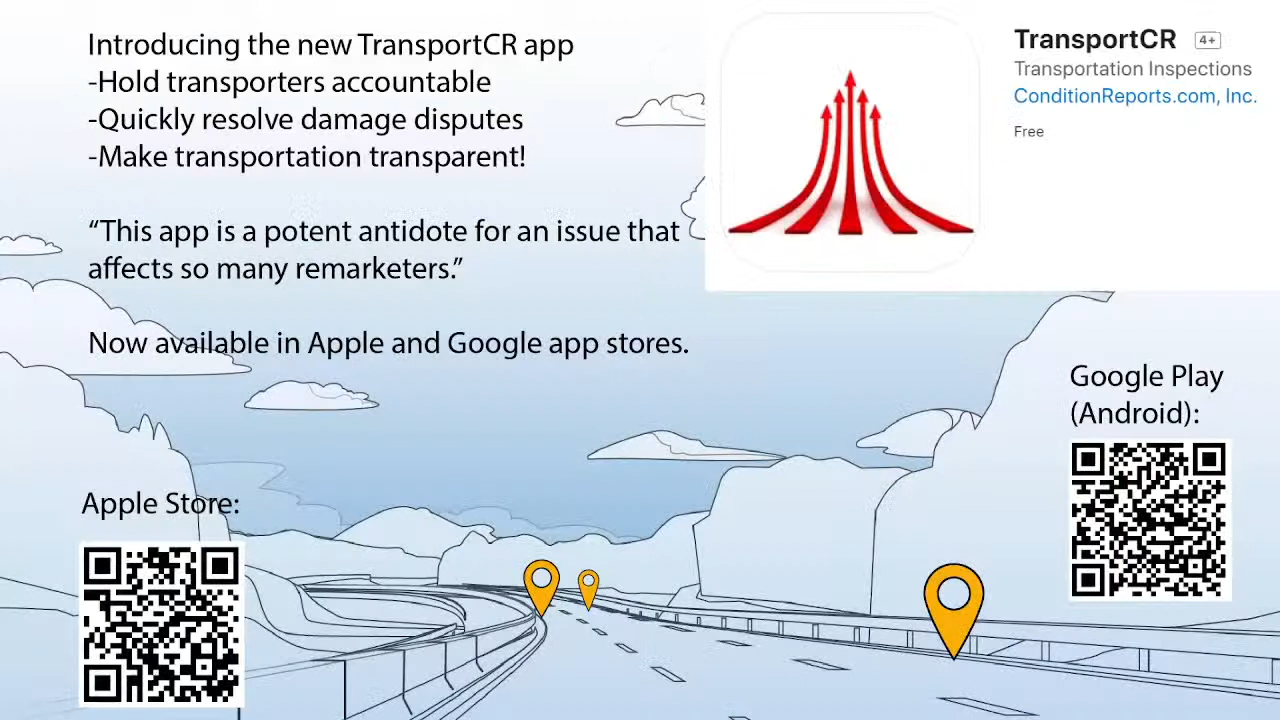 Introducing the new TransportCR app
-Hold transporters accountable
-Quickly resolve damage disputes
-Make transportation transparent!
“This app is a potent antidote for an issue that
affects so many remarketers.”
Now available in Apple and Google app stores.
TransportCR 4+
Transportation Inspections
ConditionReports.com, Inc.
Free
Google Play
(Android):
Apple Store: